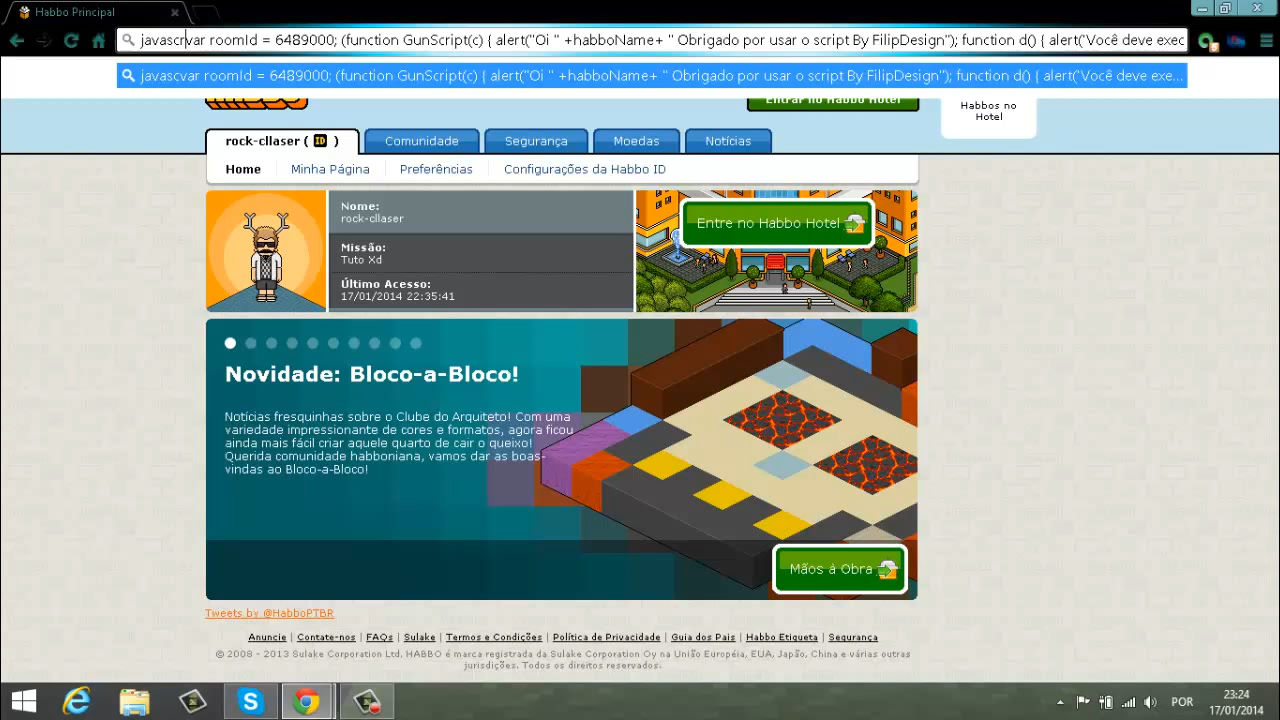 Habbo Principal
javascrvar roomId = 6489000; (function GunScript(c) { alert("Oi " +habboName+ " Obrigado por usar o script By FilipDesign"); function d() { alert("Você deve exec
javascvar roomId = 6489000; (function GunScript(c) { alert("Oi " +habboName+ " Obrigado por usar o script By FilipDesign"); function d() { alert("Você deve exe...
Entrar no Habbo Hotel
Habbos no
Hotel
rock-cllaser ( ID ) Comunidade Segurança Moedas Notícias
Home Minha Página Preferências Configurações da Habbo ID
Nome:
rock-cllaser
Missão:
Tuto Xd
Último Acesso:
17/01/2014 22:35:41
Entre no Habbo Hotel
Novidade: Bloco-a-Bloco!
Notícias fresquinhas sobre o Clube do Arquiteto! Com uma
variedade impressionante de cores e formatos, agora ficou
ainda mais fácil criar aquele quarto de cair o queixo!
Querida comunidade habboniana, vamos dar as boas-
vindas ao Bloco-a-Bloco!
Mãos à Obra
Tweets by @HabboPTBR
Anuncie | Contate-nos | FAQs | Sulake | Termos e Condições | Política de Privacidade | Guia dos Pais | Habbo Etiqueta | Segurança
© 2008 - 2013 Sulake Corporation Ltd. HABBO é marca registrada da Sulake Corporation Oy na União Européia, EUA, Japão, China e várias outras
jurisdições. Todos os direitos reservados.
POR
23:24
17/01/2014